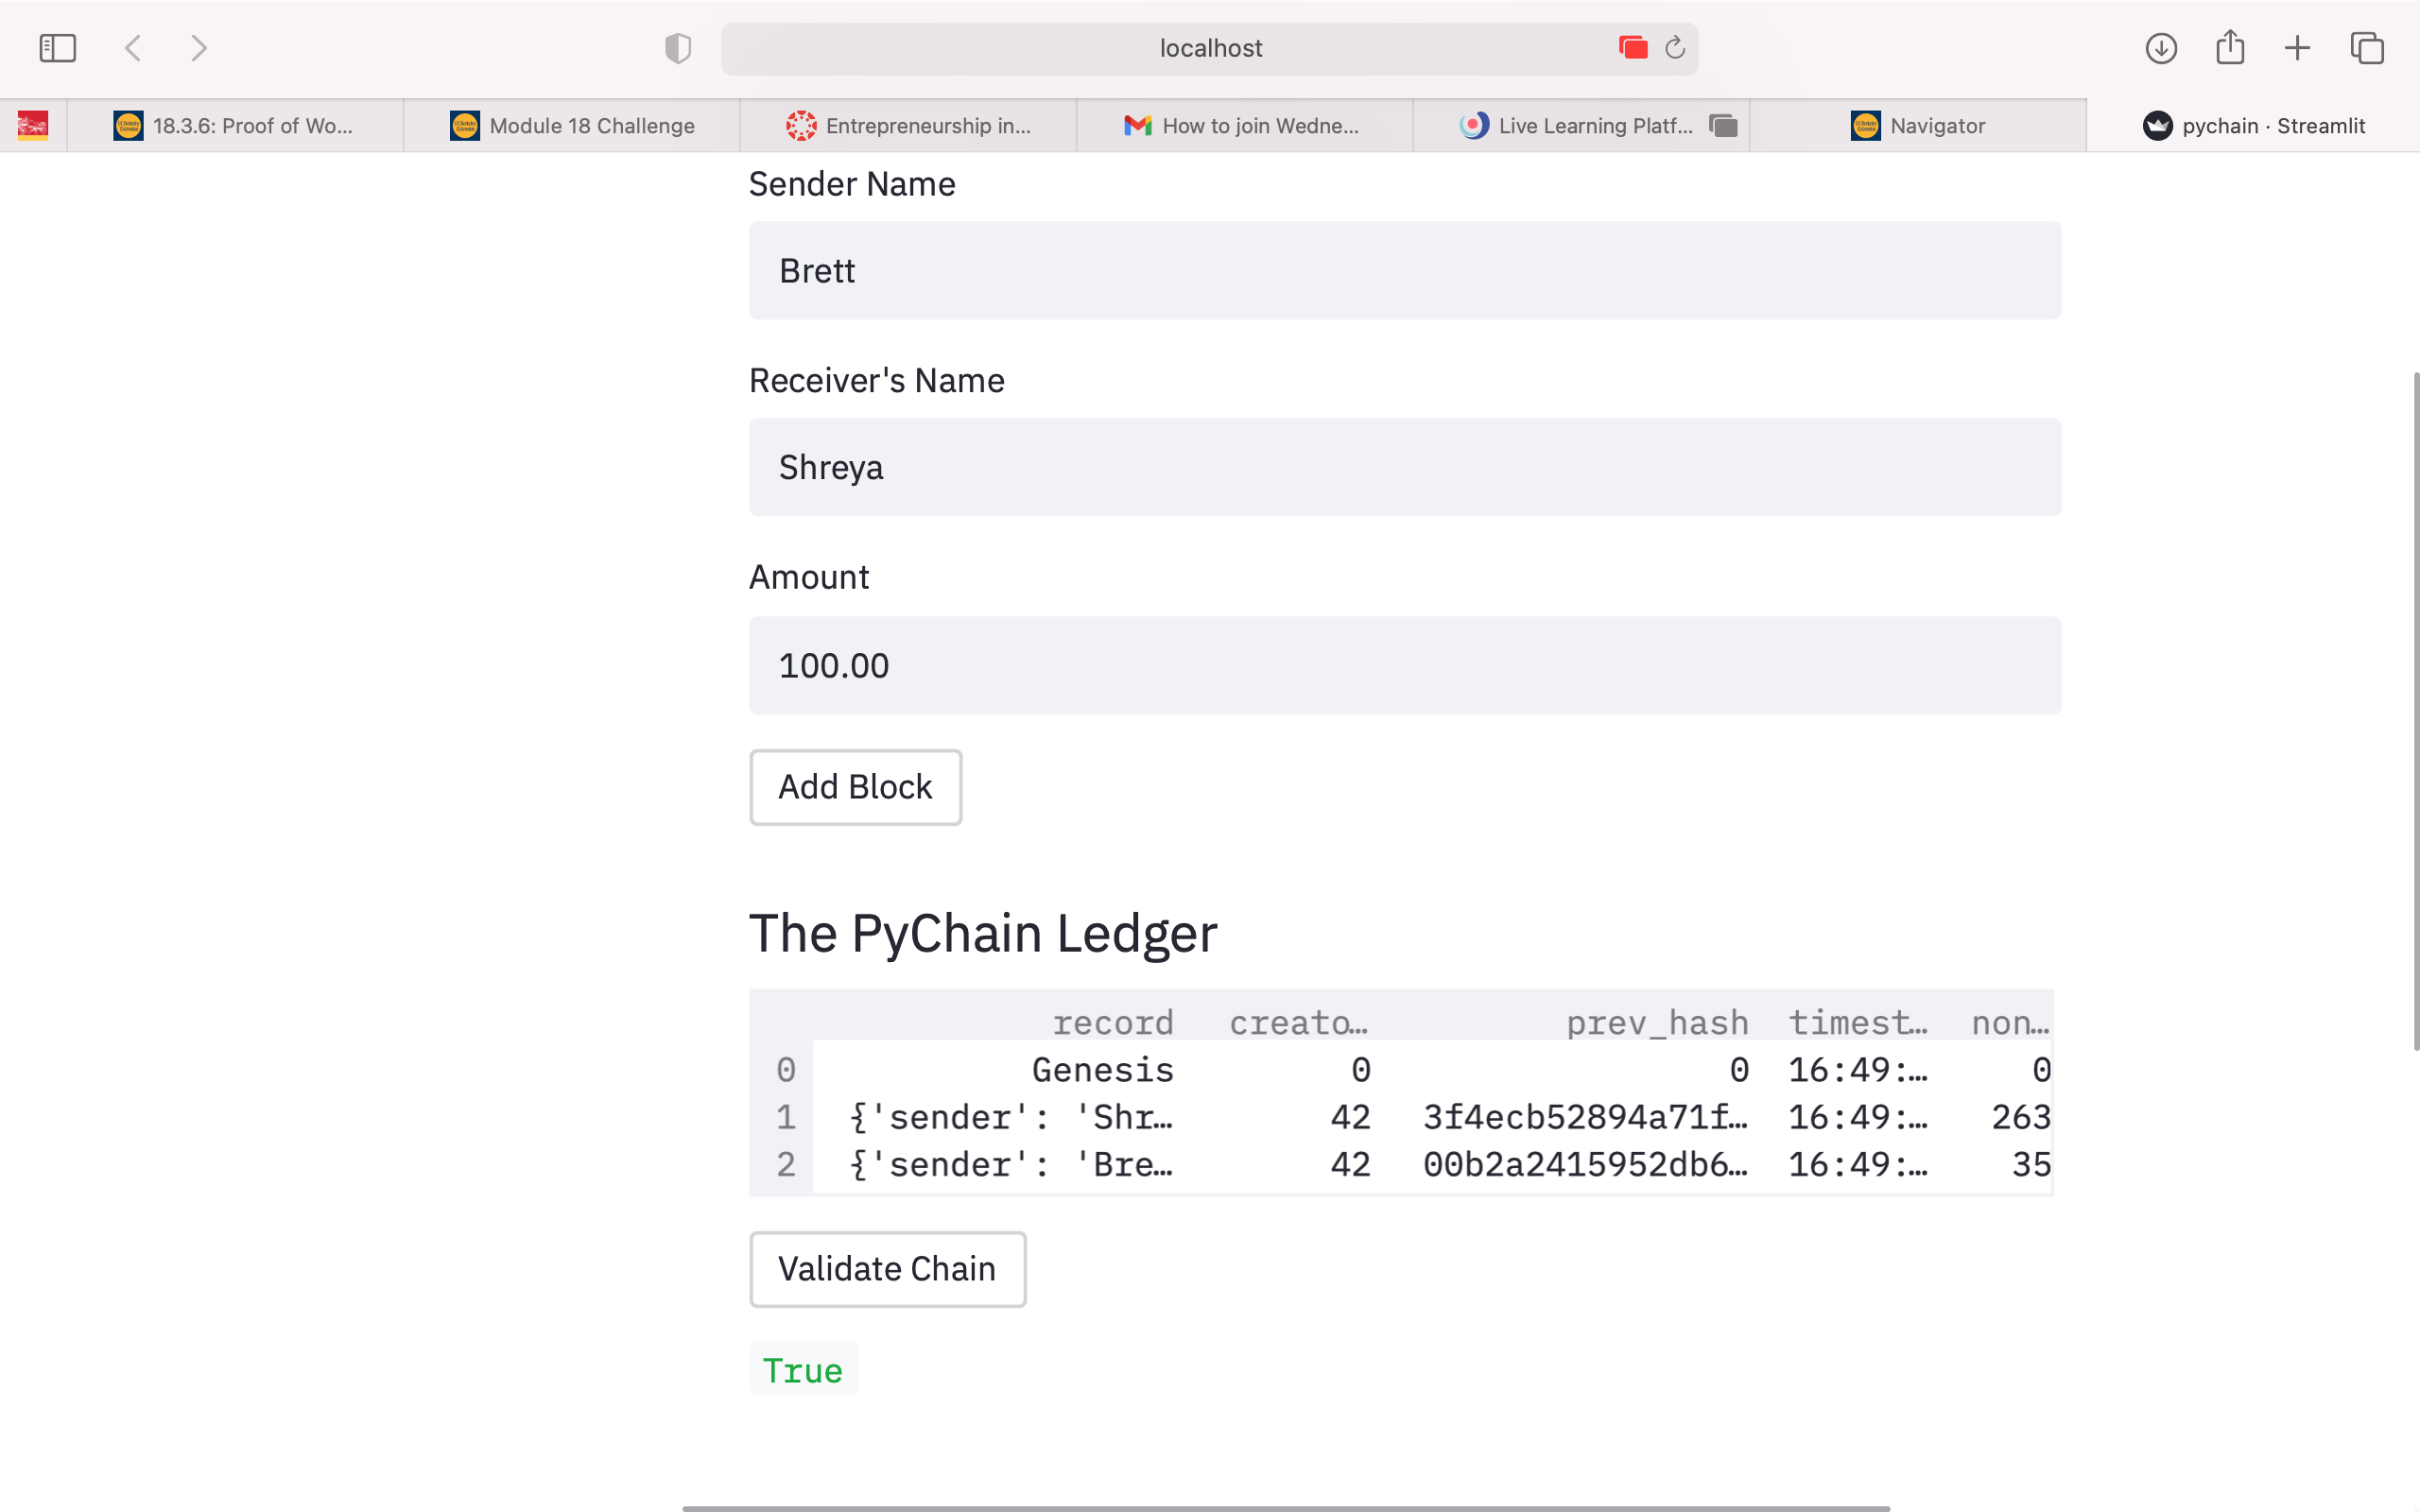 localhost
18.3.6: Proof of Wo...
Module 18 Challenge
Entrepreneurship in...
How to join Wedne...
Live Learning Platf...
Navigator
pychain · Streamlit
Sender Name
Brett
Receiver's Name
Shreya
Amount
100.00
Add Block
The PyChain Ledger
record creato… prev_hash timest… non…
0 Genesis 0 0 16:49:… 0
1 {'sender': 'Shr… 42 3f4ecb52894a71f… 16:49:… 263
2 {'sender': 'Bre… 42 00b2a2415952db6… 16:49:… 35
Validate Chain
True